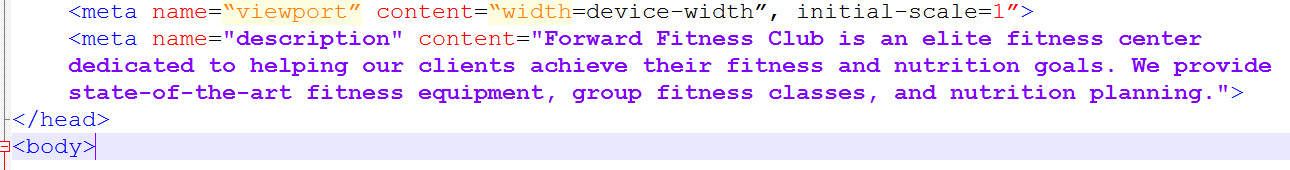 <meta name=“viewport” content=“width=device-width”, initial-scale=1”>
<meta name="description" content="Forward Fitness Club is an elite fitness center
dedicated to helping our clients achieve their fitness and nutrition goals. We provide
state-of-the-art fitness equipment, group fitness classes, and nutrition planning.">
</head>
<body>